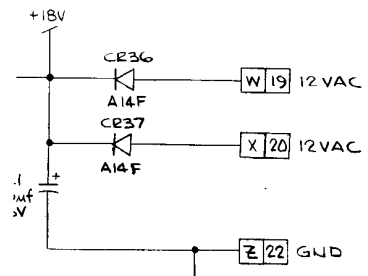 +18V
CR36
A14F
W 19 12VAC
CR37
A14F
X 20 12VAC
+
Z 22 GND